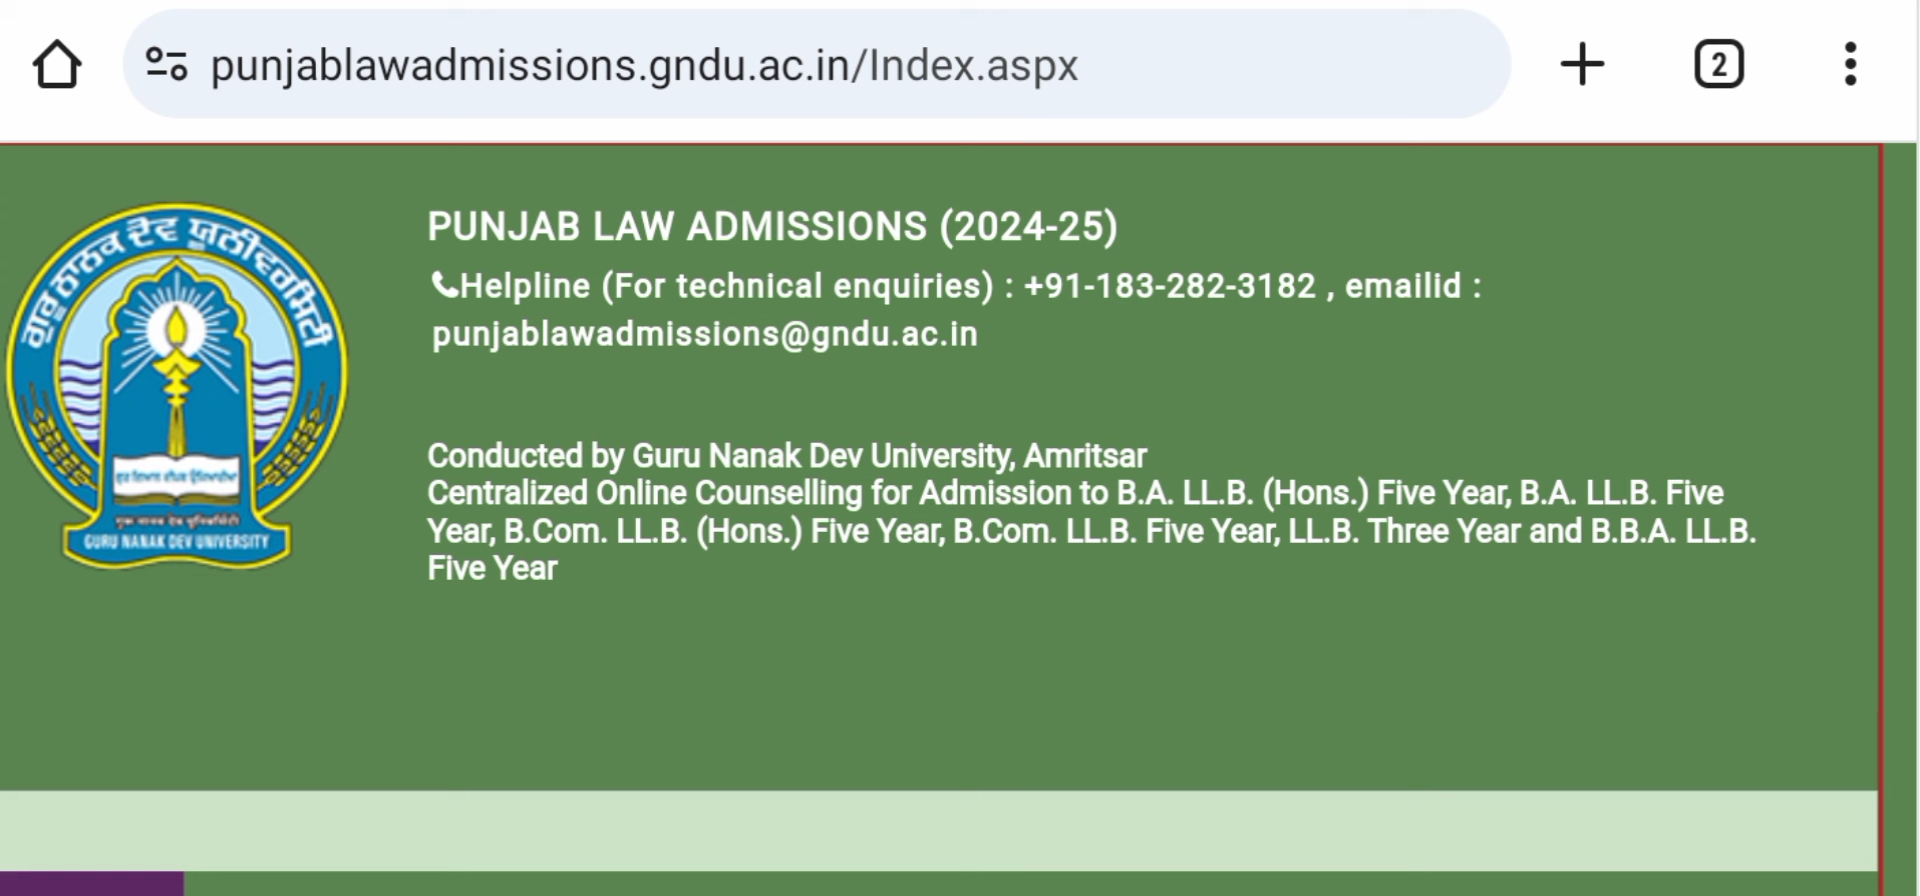 punjablawadmissions.gndu.ac.in/Index.aspx
2
ਗੁਰੂ ਨਾਨਕ ਦੇਵ ਯੂਨੀਵਰਸਿਟੀ
GURU NANAK DEV UNIVERSITY
PUNJAB LAW ADMISSIONS (2024-25)
Helpline (For technical enquiries) : +91-183-282-3182 , emailid :
punjablawadmissions@gndu.ac.in
Conducted by Guru Nanak Dev University, Amritsar
Centralized Online Counselling for Admission to B.A. LL.B. (Hons.) Five Year, B.A. LL.B. Five
Year, B.Com. LL.B. (Hons.) Five Year, B.Com. LL.B. Five Year, LL.B. Three Year and B.B.A. LL.B.
Five Year